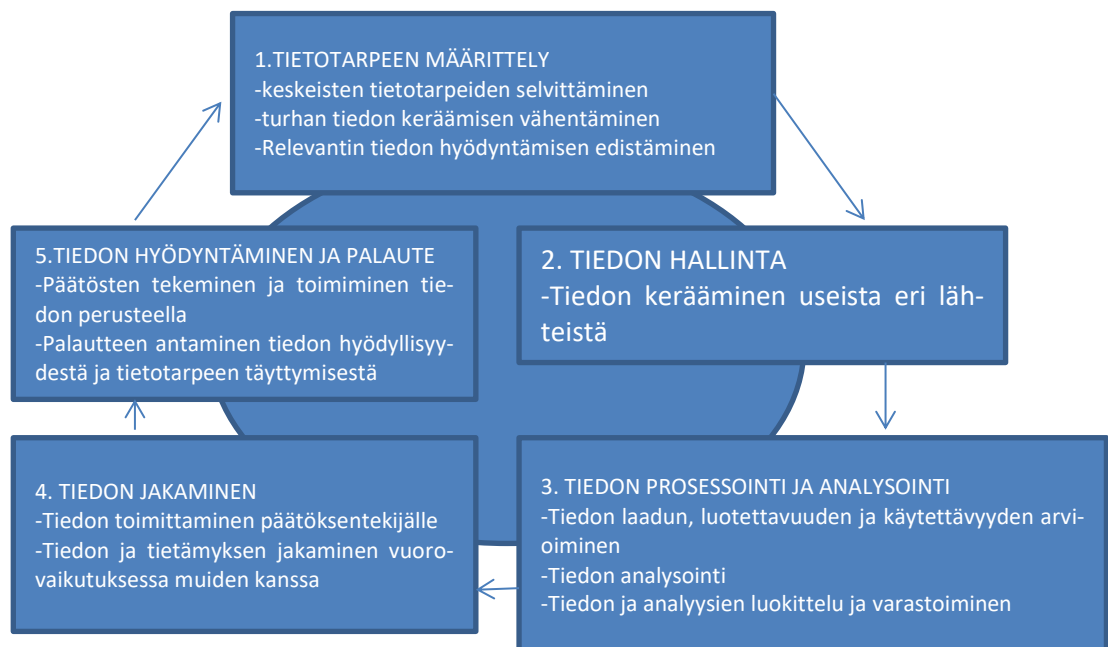 1.TIETOTARPEEN MÄÄRITTELY
-keskeisten tietotarpeiden selvittäminen
-turhan tiedon keräämisen vähentäminen
-Relevantin tiedon hyödyntämisen edistäminen
2. TIEDON HALLINTA
-Tiedon kerääminen useista eri läh-
teistä
3. TIEDON PROSESSOINTI JA ANALYSOINTI
-Tiedon laadun, luotettavuuden ja käytettävyyden arvi-
oiminen
-Tiedon analysointi
-Tiedon ja analyysien luokittelu ja varastoiminen
4. TIEDON JAKAMINEN
-Tiedon toimittaminen päätöksentekijälle
-Tiedon ja tietämyksen jakaminen vuoro-
vaikutuksessa muiden kanssa
5.TIEDON HYÖDYNTÄMINEN JA PALAUTE
-Päätösten tekeminen ja toimiminen tie-
don perusteella
-Palautteen antaminen tiedon hyödyllisyy-
destä ja tietotarpeen täyttymisestä